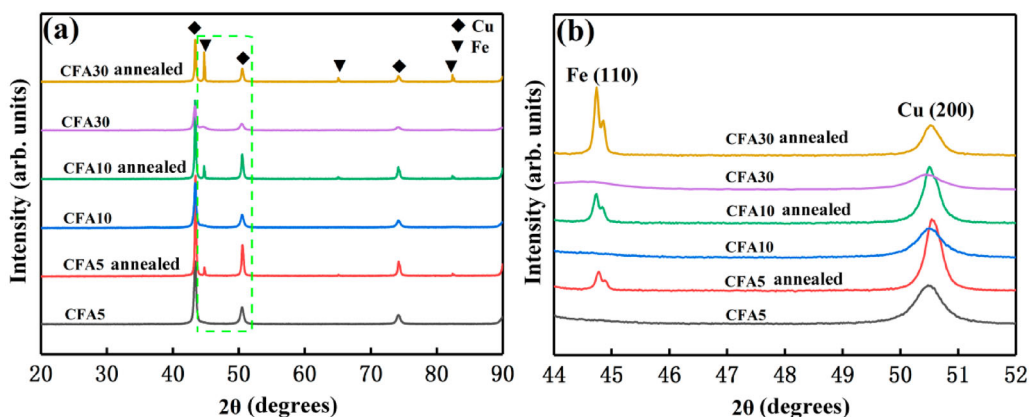 (a)
◆ Cu
▼ Fe
CFA30 annealed
CFA30
CFA10 annealed
CFA10
CFA5 annealed
CFA5
Intensity (arb. units)
20 30 40 50 60 70 80 90
2θ (degrees)
(b)
Fe (110)
Cu (200)
CFA30 annealed
CFA30
CFA10 annealed
CFA10
CFA5 annealed
CFA5
Intensity (arb. units)
44 45 46 47 48 49 50 51 52
2θ (degrees)